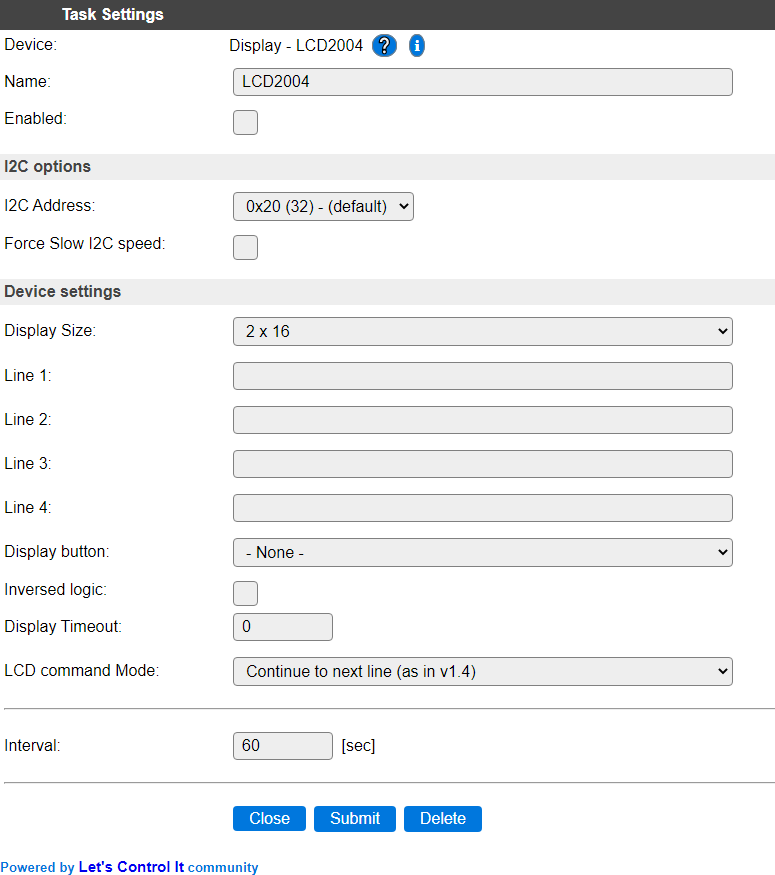 Task Settings
Device: Display - LCD2004 ? i
Name: LCD2004
Enabled:
I2C options
I2C Address: 0x20 (32) - (default)
Force Slow I2C speed:
Device settings
Display Size: 2 x 16
Line 1:
Line 2:
Line 3:
Line 4:
Display button: - None -
Inversed logic:
Display Timeout: 0
LCD command Mode: Continue to next line (as in v1.4)
Interval: 60 [sec]
Close Submit Delete
Powered by Let's Control It community